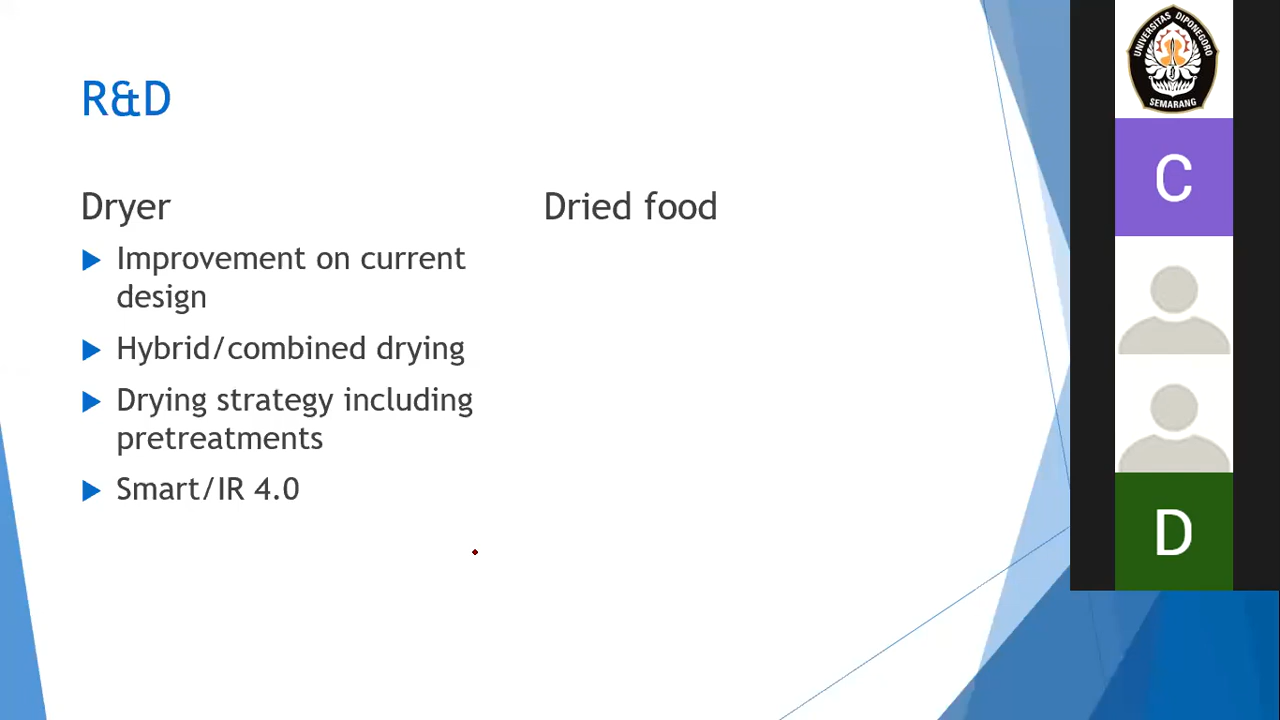 R&D
Dryer
Improvement on current
design
Hybrid/combined drying
Drying strategy including
pretreatments
Smart/IR 4.0
Dried food
UNIVERSITAS DIPONEGORO
SEMARANG
C
D